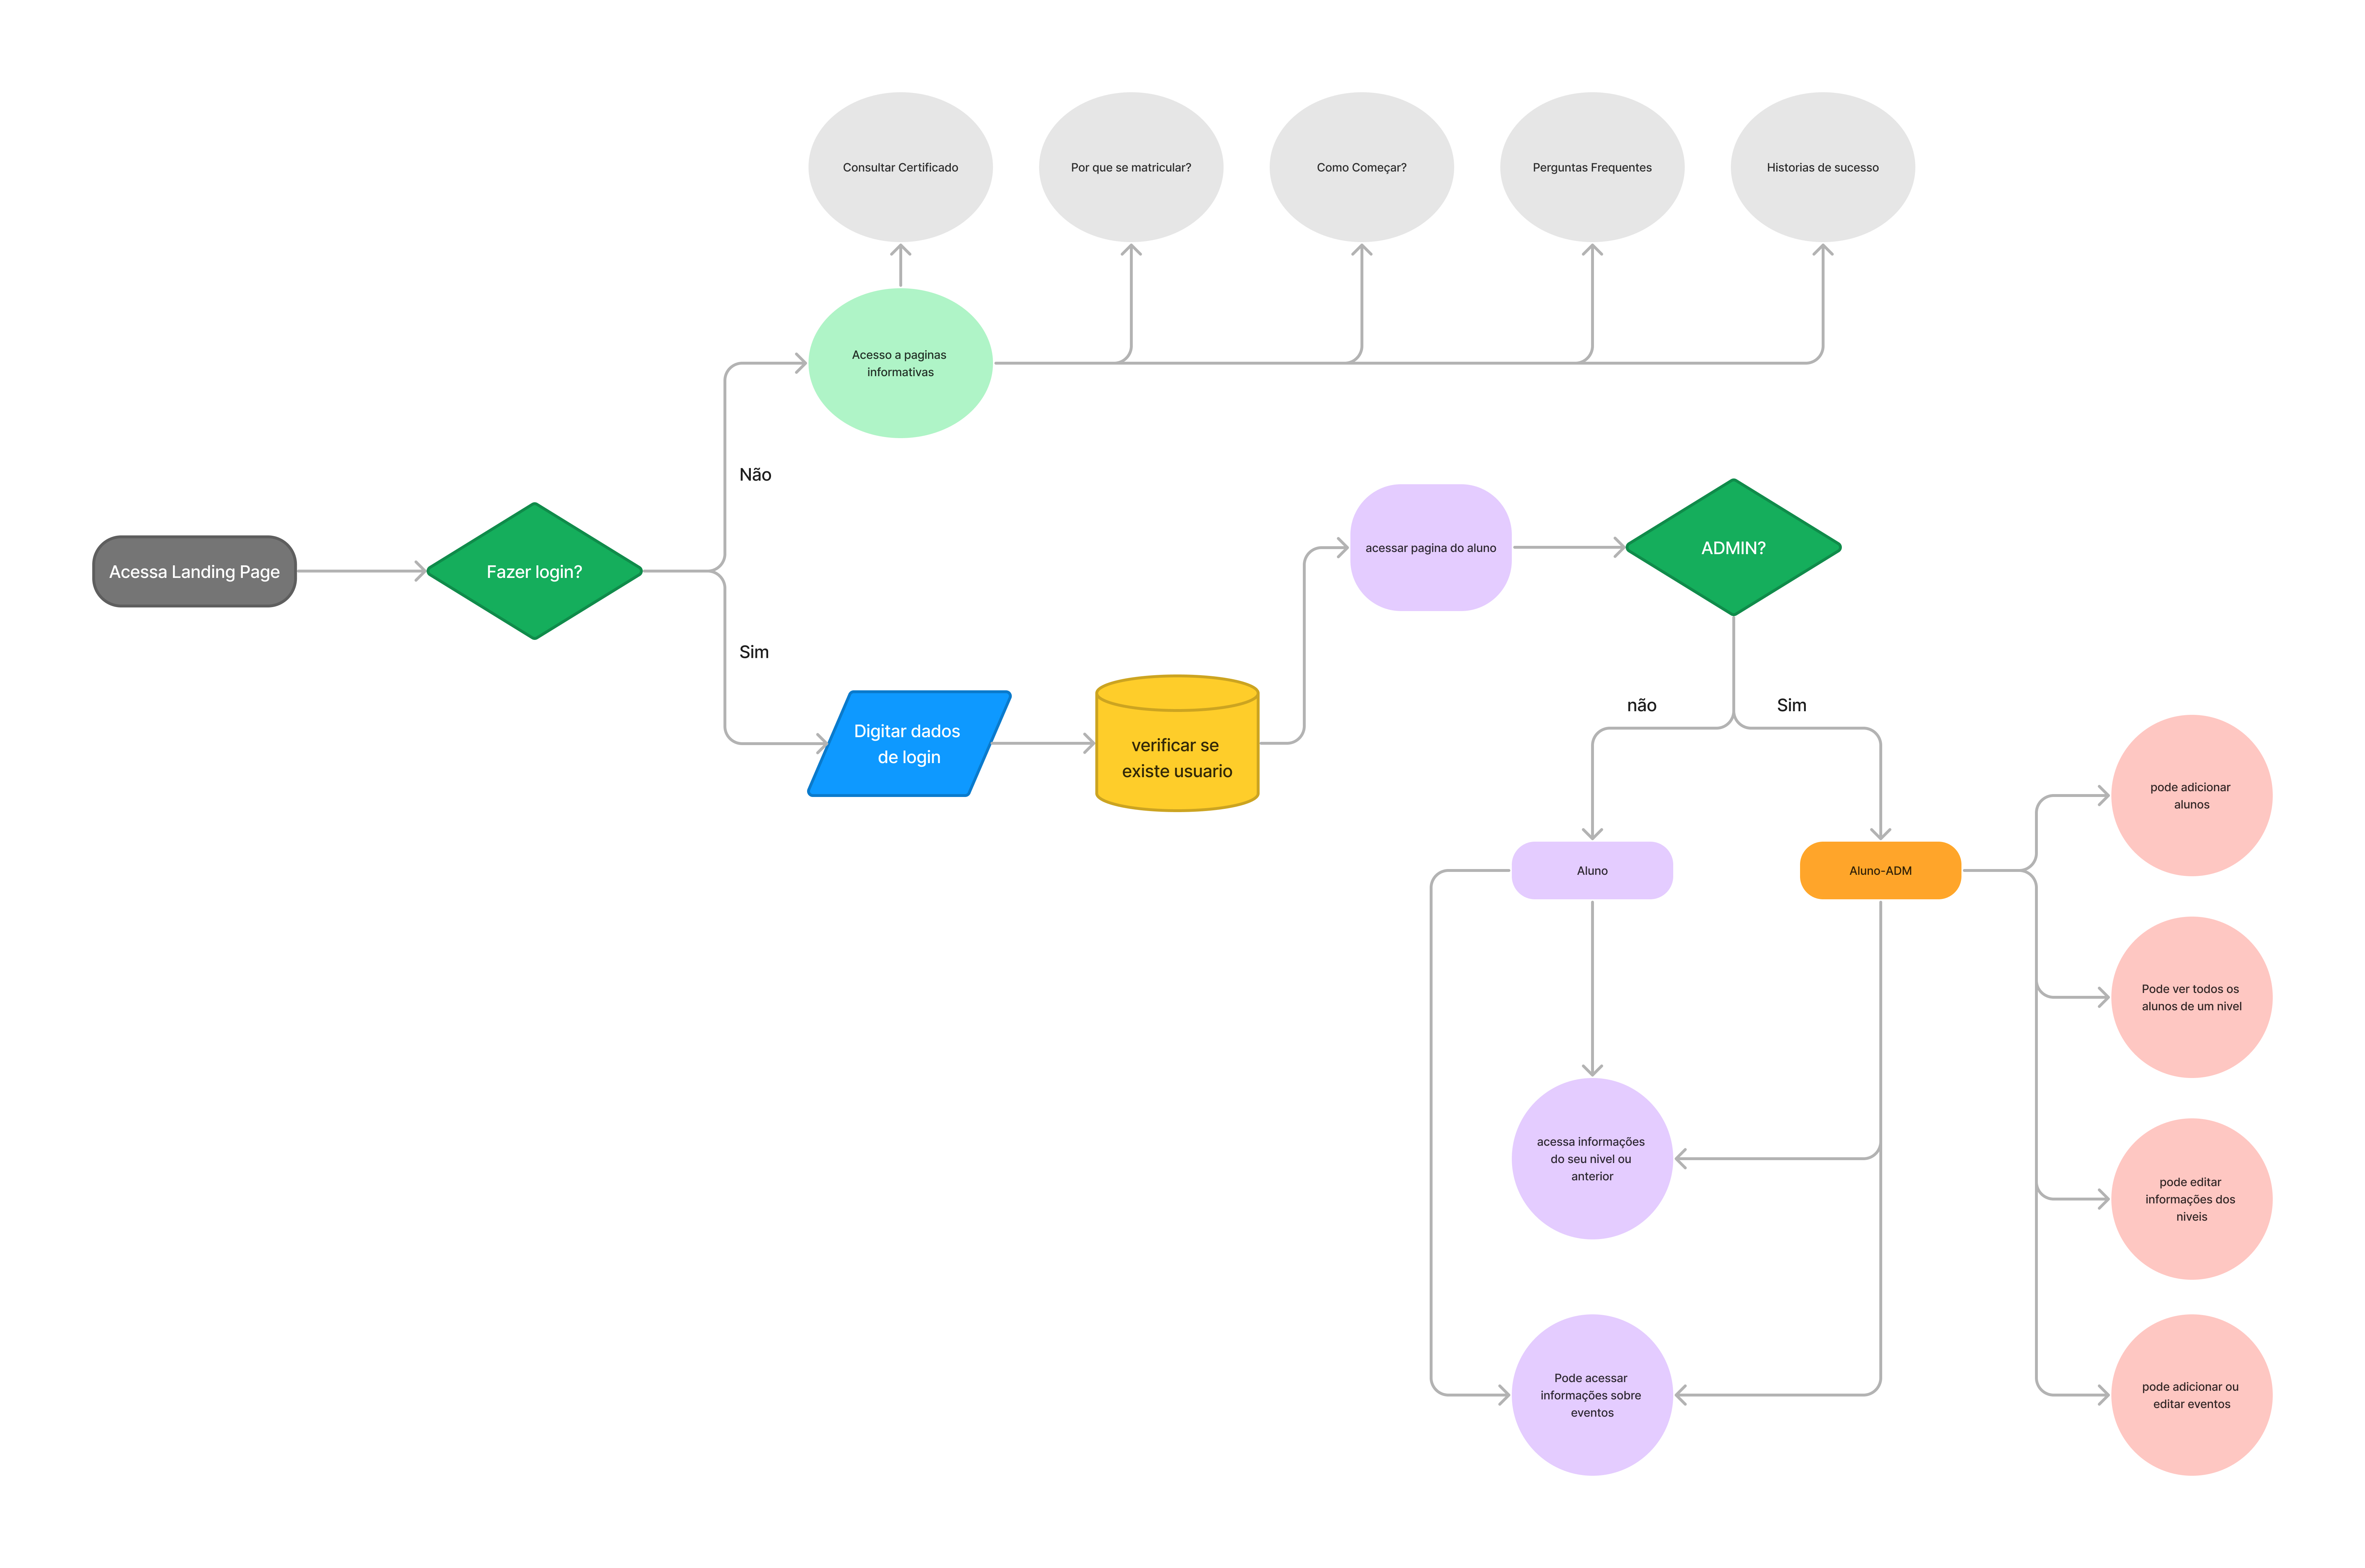 Consultar Certificado
Por que se matricular?
Como Começar?
Perguntas Frequentes
Historias de sucesso
Acesso a paginas
informativas
Não
Acessa Landing Page
Fazer login?
Sim
acessar pagina do aluno
ADMIN?
Digitar dados
de login
verificar se
existe usuario
não
Sim
Aluno
Aluno-ADM
pode adicionar
alunos
Pode ver todos os
alunos de um nivel
acessa informações
do seu nivel ou
anterior
pode editar
informações dos
niveis
Pode acessar
informações sobre
eventos
pode adicionar ou
editar eventos